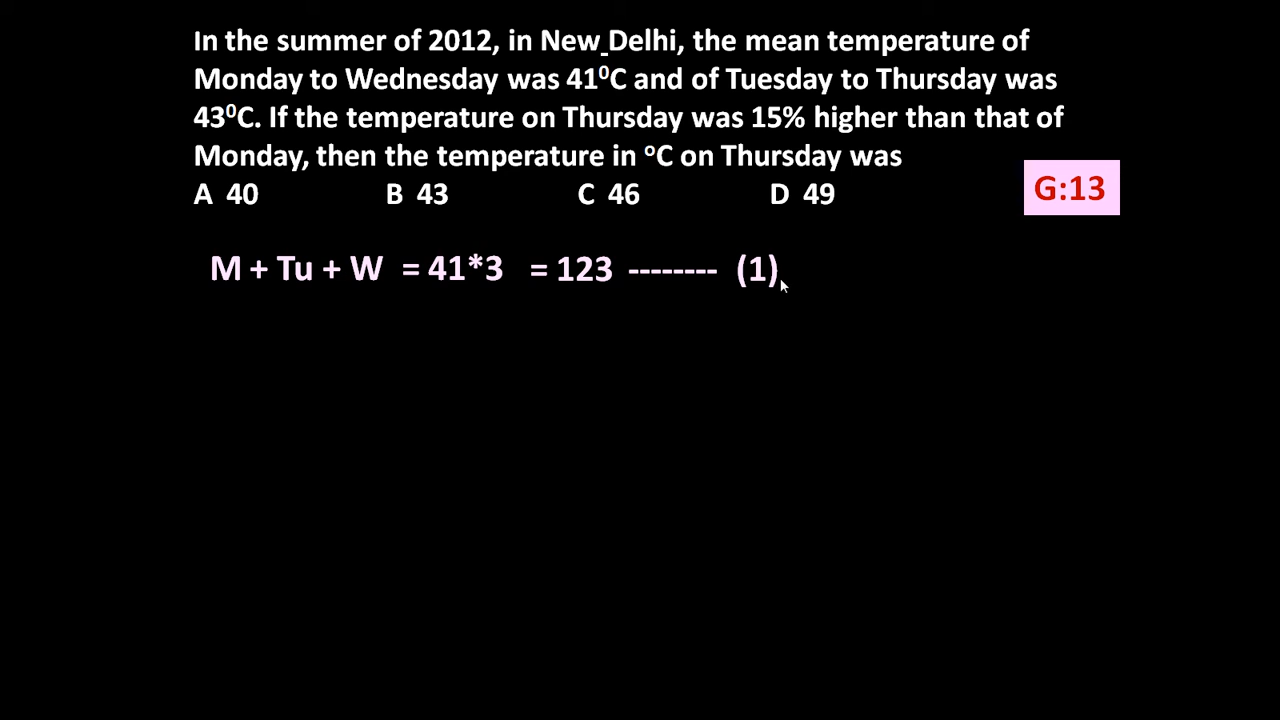 In the summer of 2012, in New Delhi, the mean temperature of
Monday to Wednesday was 41⁰C and of Tuesday to Thursday was
43⁰C. If the temperature on Thursday was 15% higher than that of
Monday, then the temperature in ᵒC on Thursday was
A 40 B 43 C 46 D 49
G:13
M + Tu + W = 41*3 = 123 -------- (1)